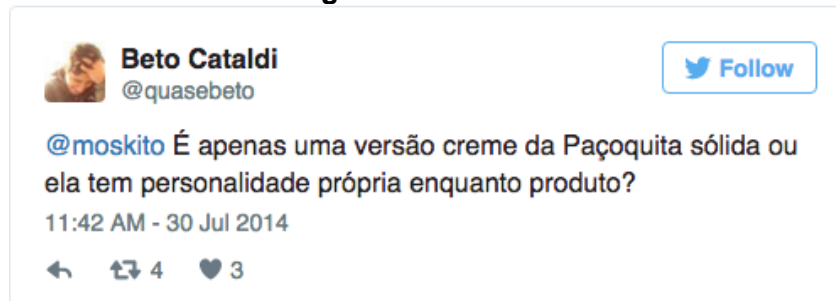 Beto Cataldi
@quasebeto
Follow
@moskito É apenas uma versão creme da Paçoquita sólida ou
ela tem personalidade própria enquanto produto?
11:42 AM - 30 Jul 2014
4 3